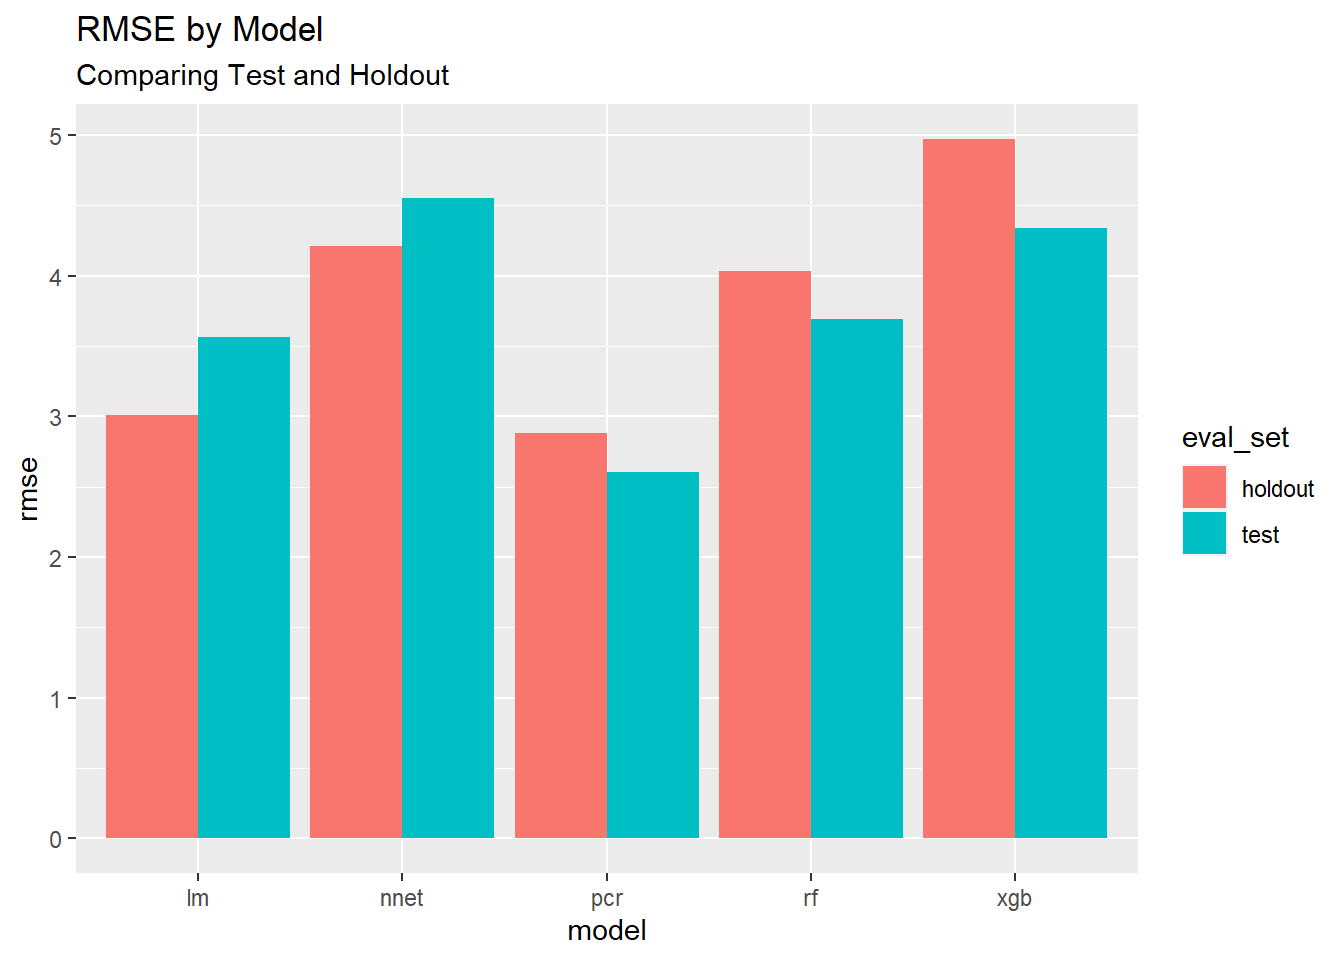 RMSE by Model
Comparing Test and Holdout
5
4
3
2
1
0
rmse
lm nnet pcr rf xgb
model
eval_set
holdout
test